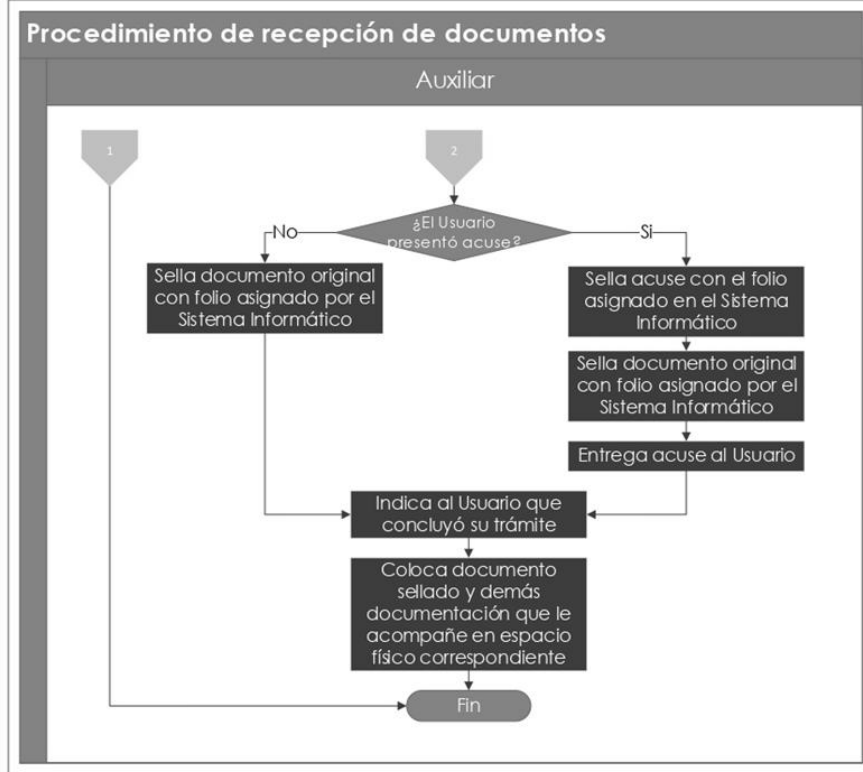 Procedimiento de recepción de documentos
Auxiliar
1
2
¿El Usuario
presentó acuse?
No
Si
Sella documento original
con folio asignado por el
Sistema Informático
Sella acuse con el folio
asignado en el Sistema
Informático
Sella documento original
con folio asignado por el
Sistema Informático
Entrega acuse al Usuario
Indica al Usuario que
concluyó su trámite
Coloca documento
sellado y demás
documentación que le
acompañe en espacio
físico correspondiente
Fin